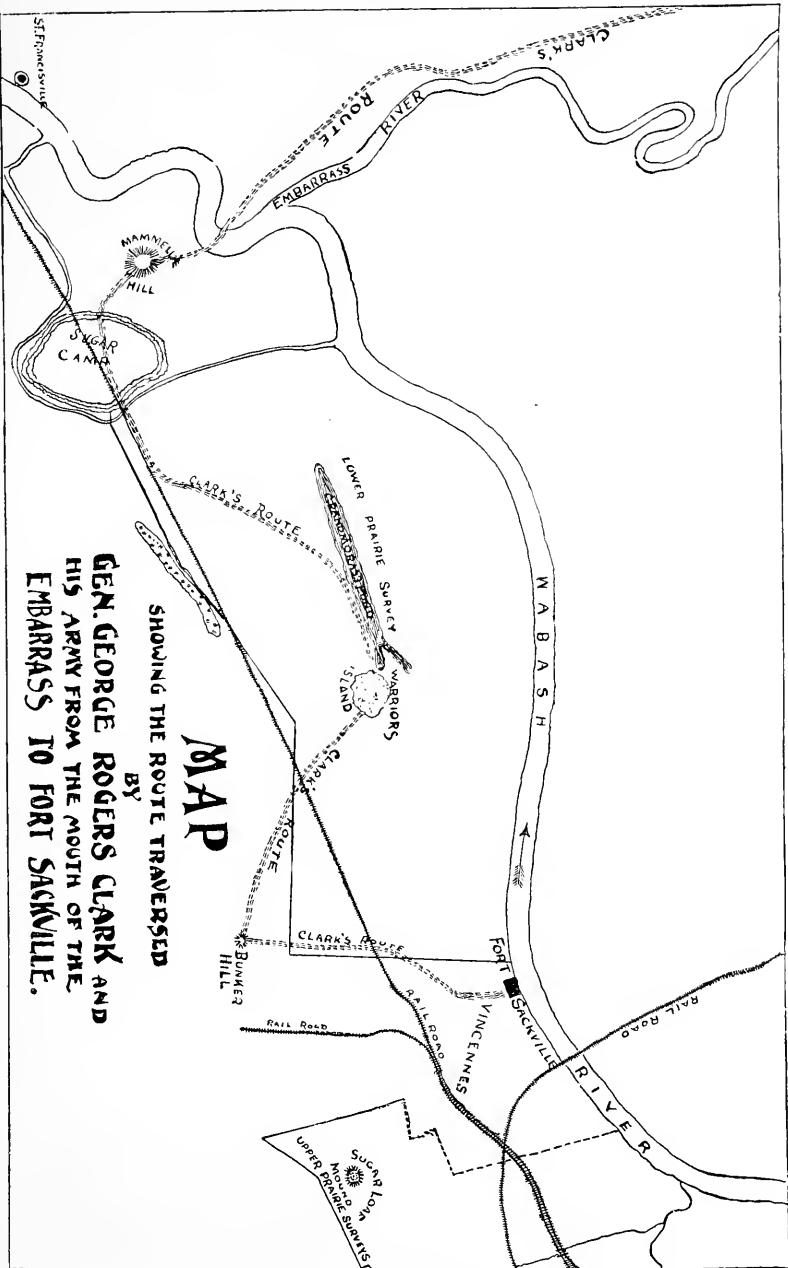 MAP
SHOWING THE ROUTE TRAVERSED
BY
GEN. GEORGE ROGERS CLARK AND
HIS ARMY FROM THE MOUTH OF THE
EMBARRASS TO FORT SACKVILLE.
ST. FRANCISVILLE
CLARK'S
ROUTE
EMBARRASS RIVER
MAMMELLE
HILL
SUGAR
CAMP
CLARK'S ROUTE
LOWER PRAIRIE SURVEY
POND
WARRIORS
ISLAND
CLARK'S ROUTE
BUNKER
HILL
CLARK'S ROUTE
WABASH
RIVER
FORT
SACKVILLE
VINCENNES
RAIL ROAD
RAIL ROAD
RAIL ROAD
SUGAR LOAF
MOUND
UPPER PRAIRIE SURVEYS